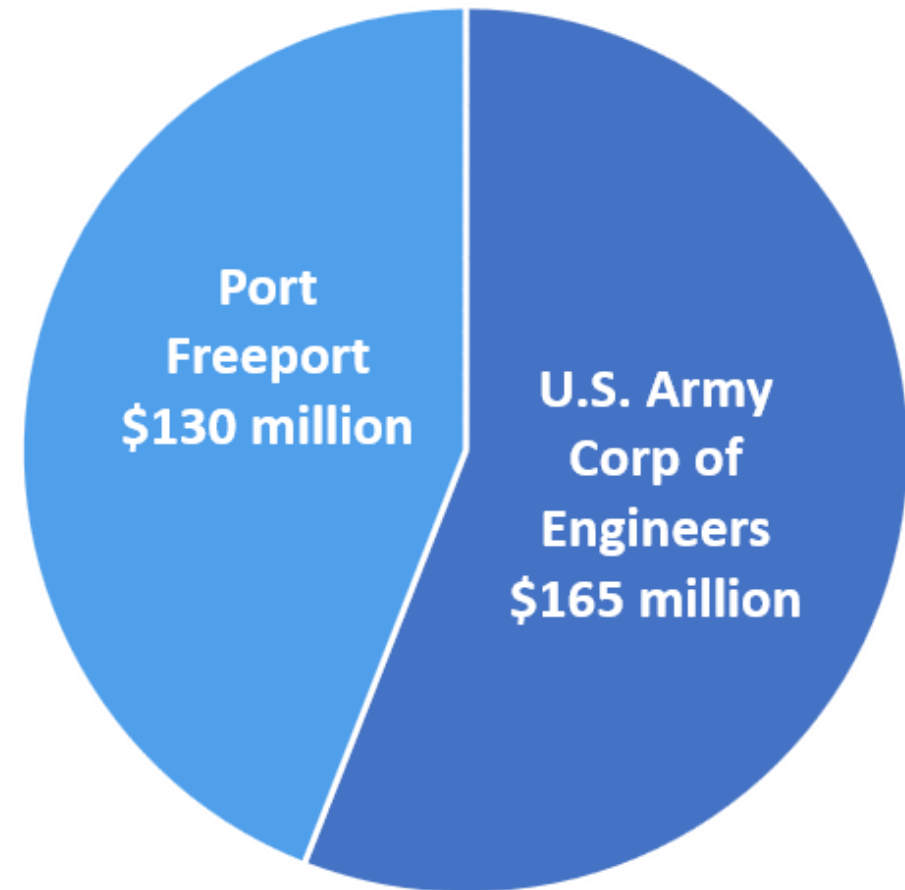 Port
Freeport
$130 million
U.S. Army
Corp of
Engineers
$165 million